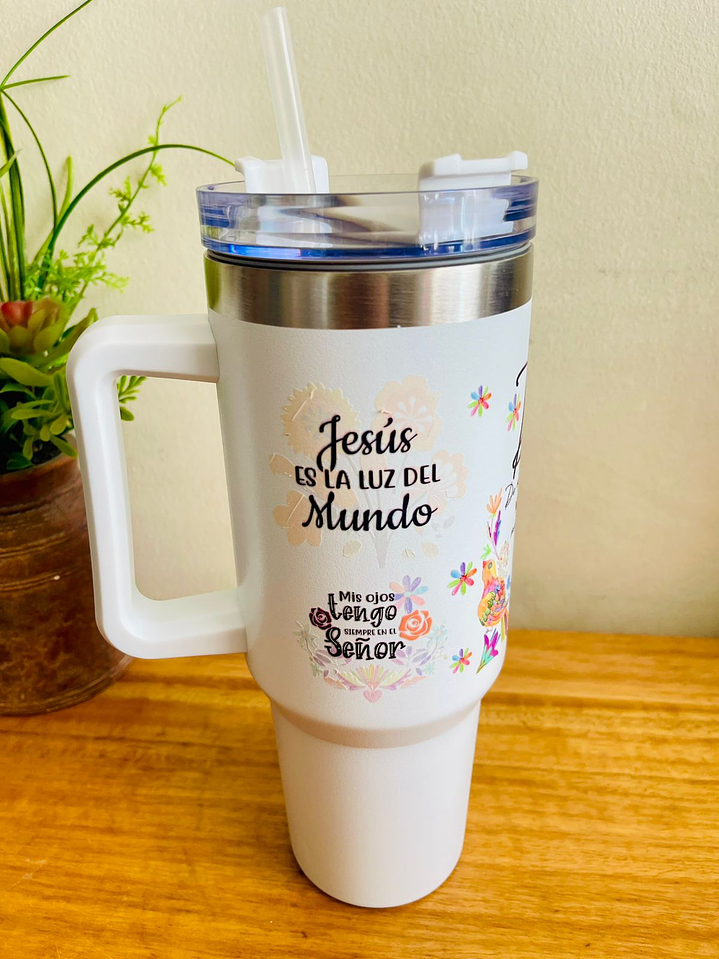 Jesús
ES LA LUZ DEL
Mundo
Mis ojos
tengo
SIEMPRE EN EL
Señor